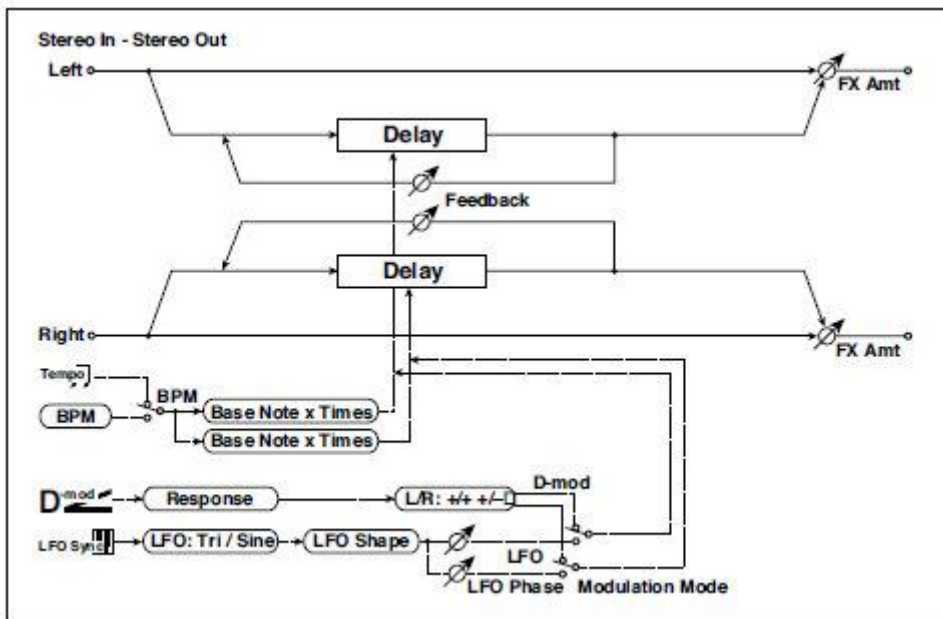 Stereo In - Stereo Out
Left
FX Amt
Delay
Feedback
Delay
Right
FX Amt
Tempo
BPM
BPM
Base Note x Times
Base Note x Times
D-mod
Response
L/R: +/+ +/–
D-mod
LFO Sync
LFO: Tri / Sine
LFO Shape
LFO
LFO Phase
Modulation Mode